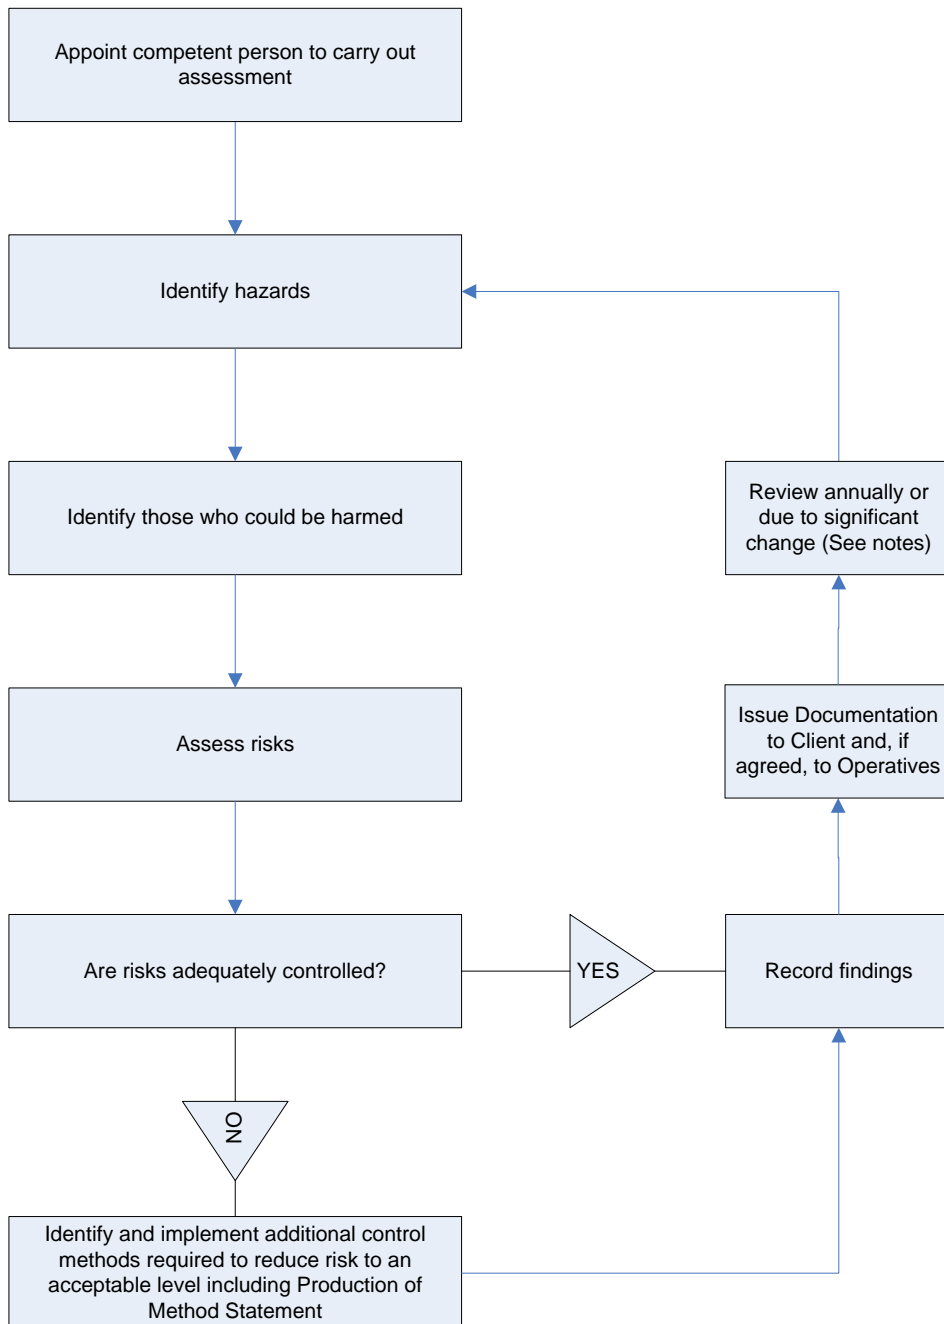 Appoint competent person to carry out
assessment
Identify hazards
Identify those who could be harmed
Review annually or
due to significant
change (See notes)
Assess risks
Issue Documentation
to Client and, if
agreed, to Operatives
Are risks adequately controlled?
YES
Record findings
NO
Identify and implement additional control
methods required to reduce risk to an
acceptable level including Production of
Method Statement